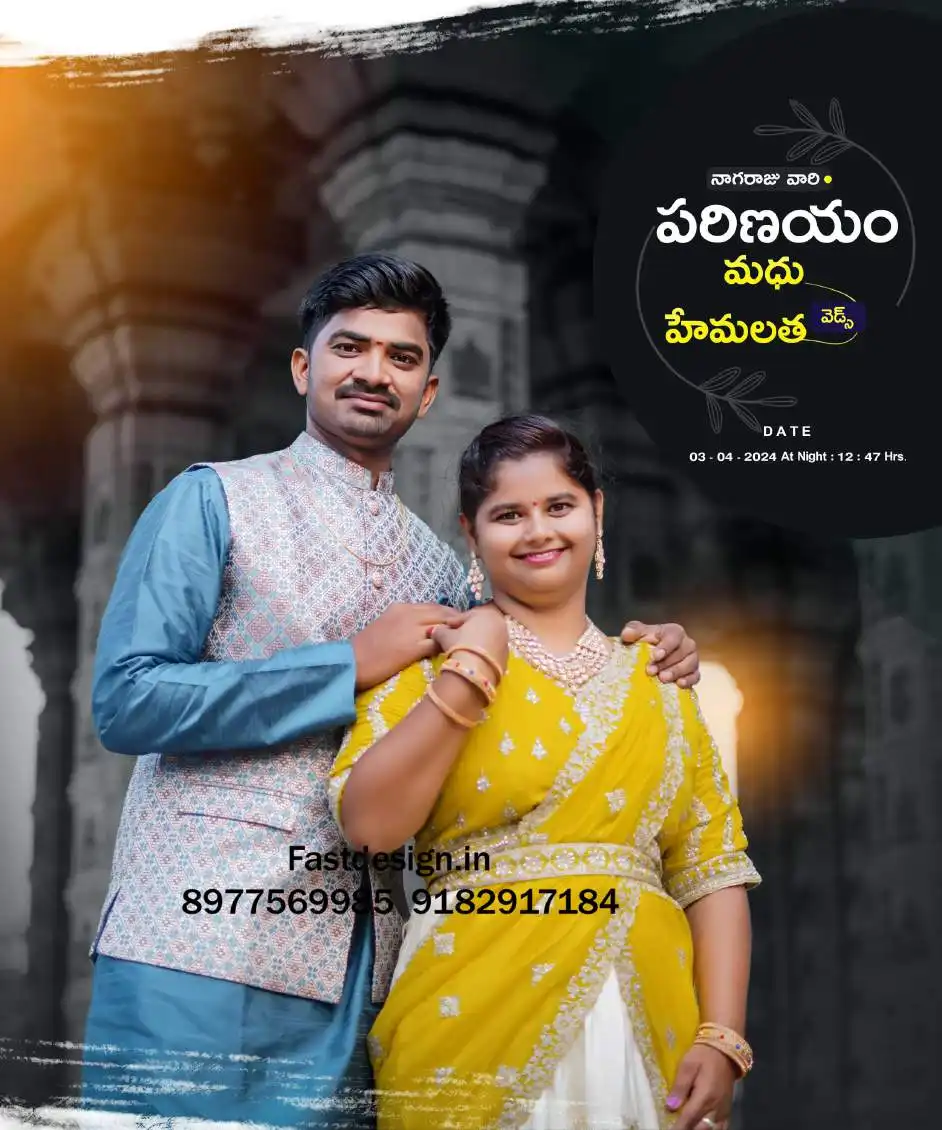 నాగరాజు వారి
పరిణయం
మధు
వెడ్స్
హేమలత
DATE
03 - 04 - 2024 At Night : 12 : 47 Hrs.
Fastdesign.in
8977569985 9182917184